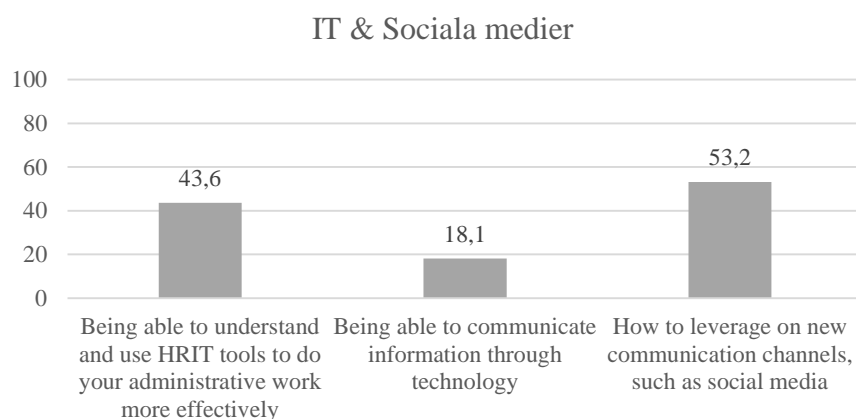 IT & Sociala medier
100
80
60
40
20
0
43,6
18,1
53,2
Being able to understand
and use HRIT tools to do
your administrative work
more effectively
Being able to communicate
information through
technology
How to leverage on new
communication channels,
such as social media